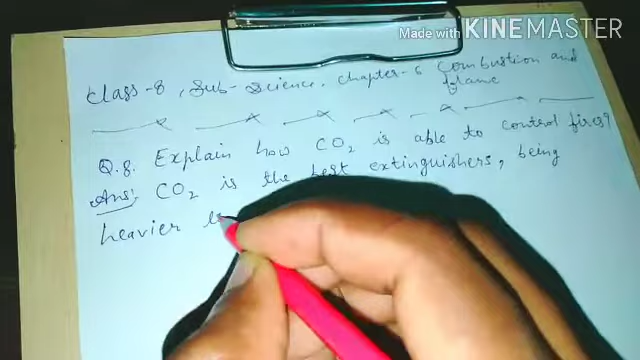 Made with KINEMASTER
Class-8, Sub-Science, Chapter-6 Combustion and
flame
Q.8. Explain how CO2 is able to control fires?
Ans: CO2 is the best extinguishers, being
heavier